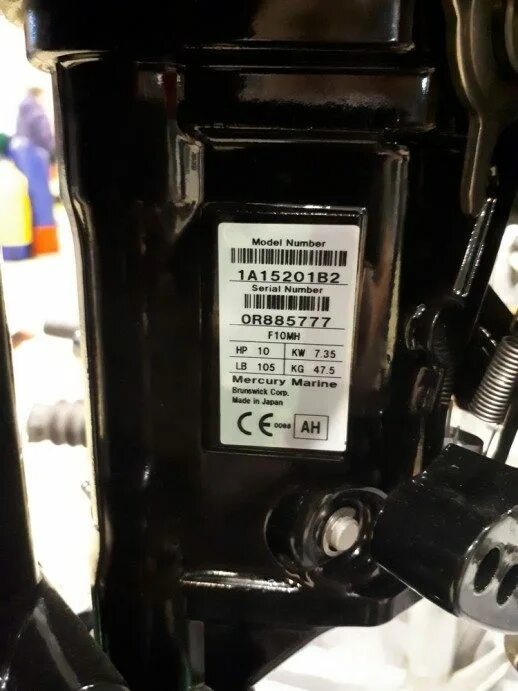 Model Number
1A15201B2
Serial Number
0R885777
F10MH
HP 10 KW 7.35
LB 105 KG 47.5
Mercury Marine
Brunswick Corp.
Made in Japan
CE 0098 AH